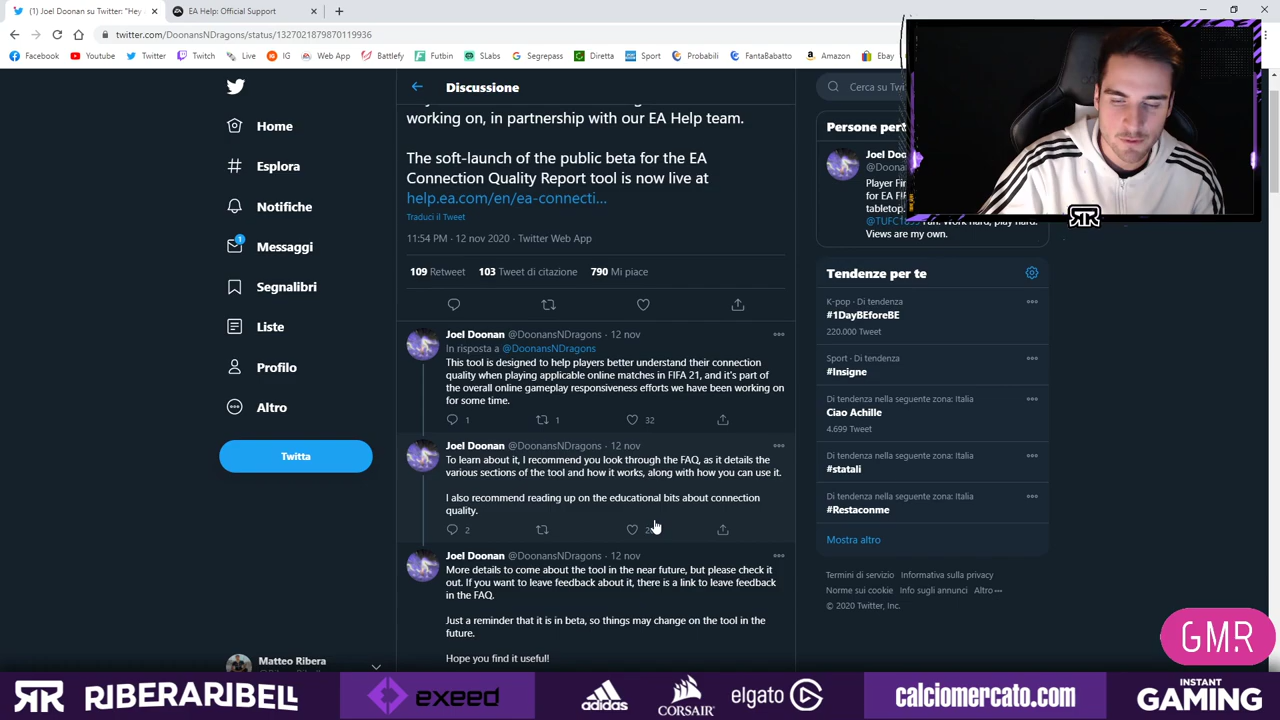 (1) Joel Doonan su Twitter: "Hey
EA Help: Official Support
twitter.com/DoonansNDragons/status/1327021879870119936
Facebook
Youtube
Twitter
Twitch
IG
Web App
Battlefy
Futbin
SLabs
Segrepass
Diretta
Sport
Probabili
FantaBabatto
Amazon
Ebay
Home
Esplora
Notifiche
1
Messaggi
Segnalibri
Liste
Profilo
Altro
Twitta
Matteo Ribera
Discussione
working on, in partnership with our EA Help team.
The soft-launch of the public beta for the EA
Connection Quality Report tool is now live at
help.ea.com/en/ea-connecti...
Traduci il Tweet
11:54 PM · 12 nov 2020 · Twitter Web App
109 Retweet 103 Tweet di citazione 790 Mi piace
Joel Doonan @DoonansNDragons · 12 nov
In risposta a @DoonansNDragons
This tool is designed to help players better understand their connection
quality when playing applicable online matches in FIFA 21, and it's part of
the overall online gameplay responsiveness efforts we have been working on
for some time.
1 1 32
Joel Doonan @DoonansNDragons · 12 nov
To learn about it, I recommend you look through the FAQ, as it details the
various sections of the tool and how it works, along with how you can use it.
I also recommend reading up on the educational bits about connection
quality.
2
Joel Doonan @DoonansNDragons · 12 nov
More details to come about the tool in the near future, but please check it
out. If you want to leave feedback about it, there is a link to leave feedback
in the FAQ.
Just a reminder that it is in beta, so things may change on the tool in the
future.
Hope you find it useful!
Cerca su Twi
Persone per
Joel Doo
@Doonan
Player Fir
for EA FI
tabletop.
@TUFC1899 Fan. Work hard, play hard.
Views are my own.
Tendenze per te
K-pop · Di tendenza
#1DayBEforeBE
220.000 Tweet
Sport · Di tendenza
#Insigne
Di tendenza nella seguente zona: Italia
Ciao Achille
4.699 Tweet
Di tendenza nella seguente zona: Italia
#statali
Di tendenza nella seguente zona: Italia
#Restaconme
Mostra altro
Termini di servizio Informativa sulla privacy
Norme sui cookie Info sugli annunci Altro
© 2020 Twitter, Inc.
GMR
RIBERARIBELL
exeed
adidas
CORSAIR
elgato
calciomercato.com
INSTANT
GAMING